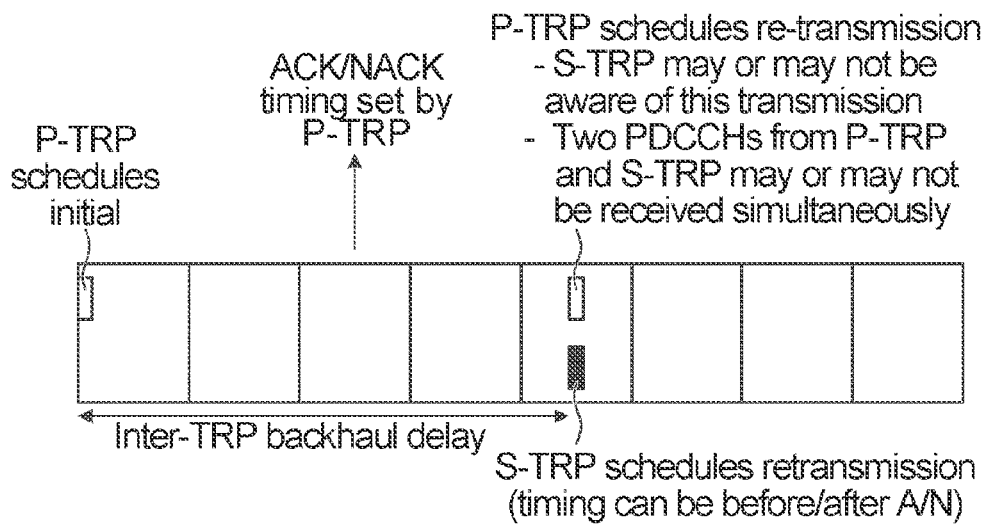 P-TRP
schedules
initial
ACK/NACK
timing set by
P-TRP
P-TRP schedules re-transmission
- S-TRP may or may not be
aware of this transmission
- Two PDCCHs from P-TRP
and S-TRP may or may not
be received simultaneously
Inter-TRP backhaul delay
S-TRP schedules retransmission
(timing can be before/after A/N)